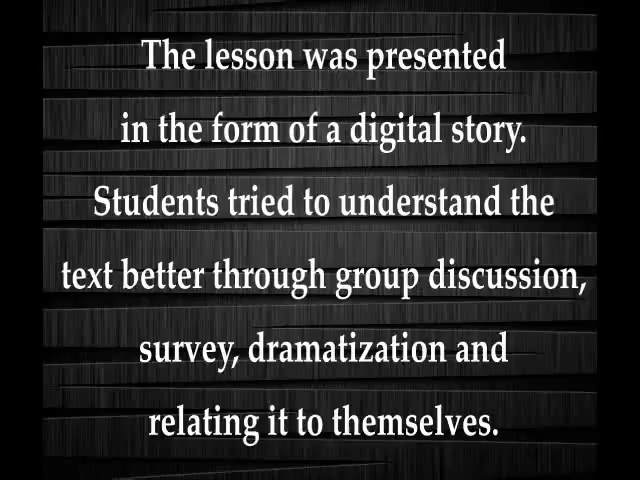 The lesson was presented
in the form of a digital story.
Students tried to understand the
text better through group discussion,
survey, dramatization and
relating it to themselves.